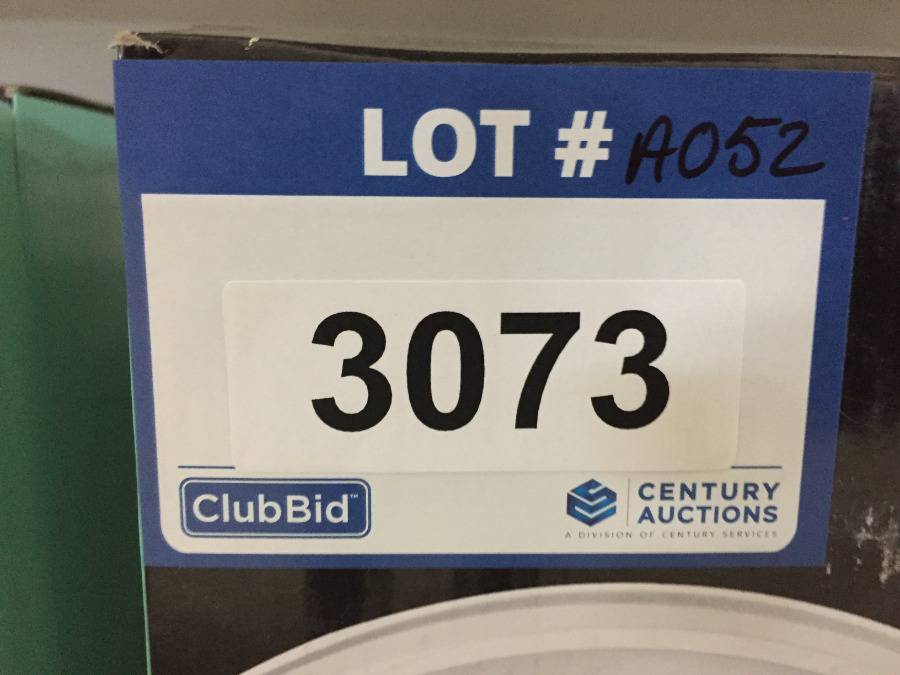 LOT # A052
3073
ClubBid™
CENTURY
AUCTIONS
A DIVISION OF CENTURY SERVICES